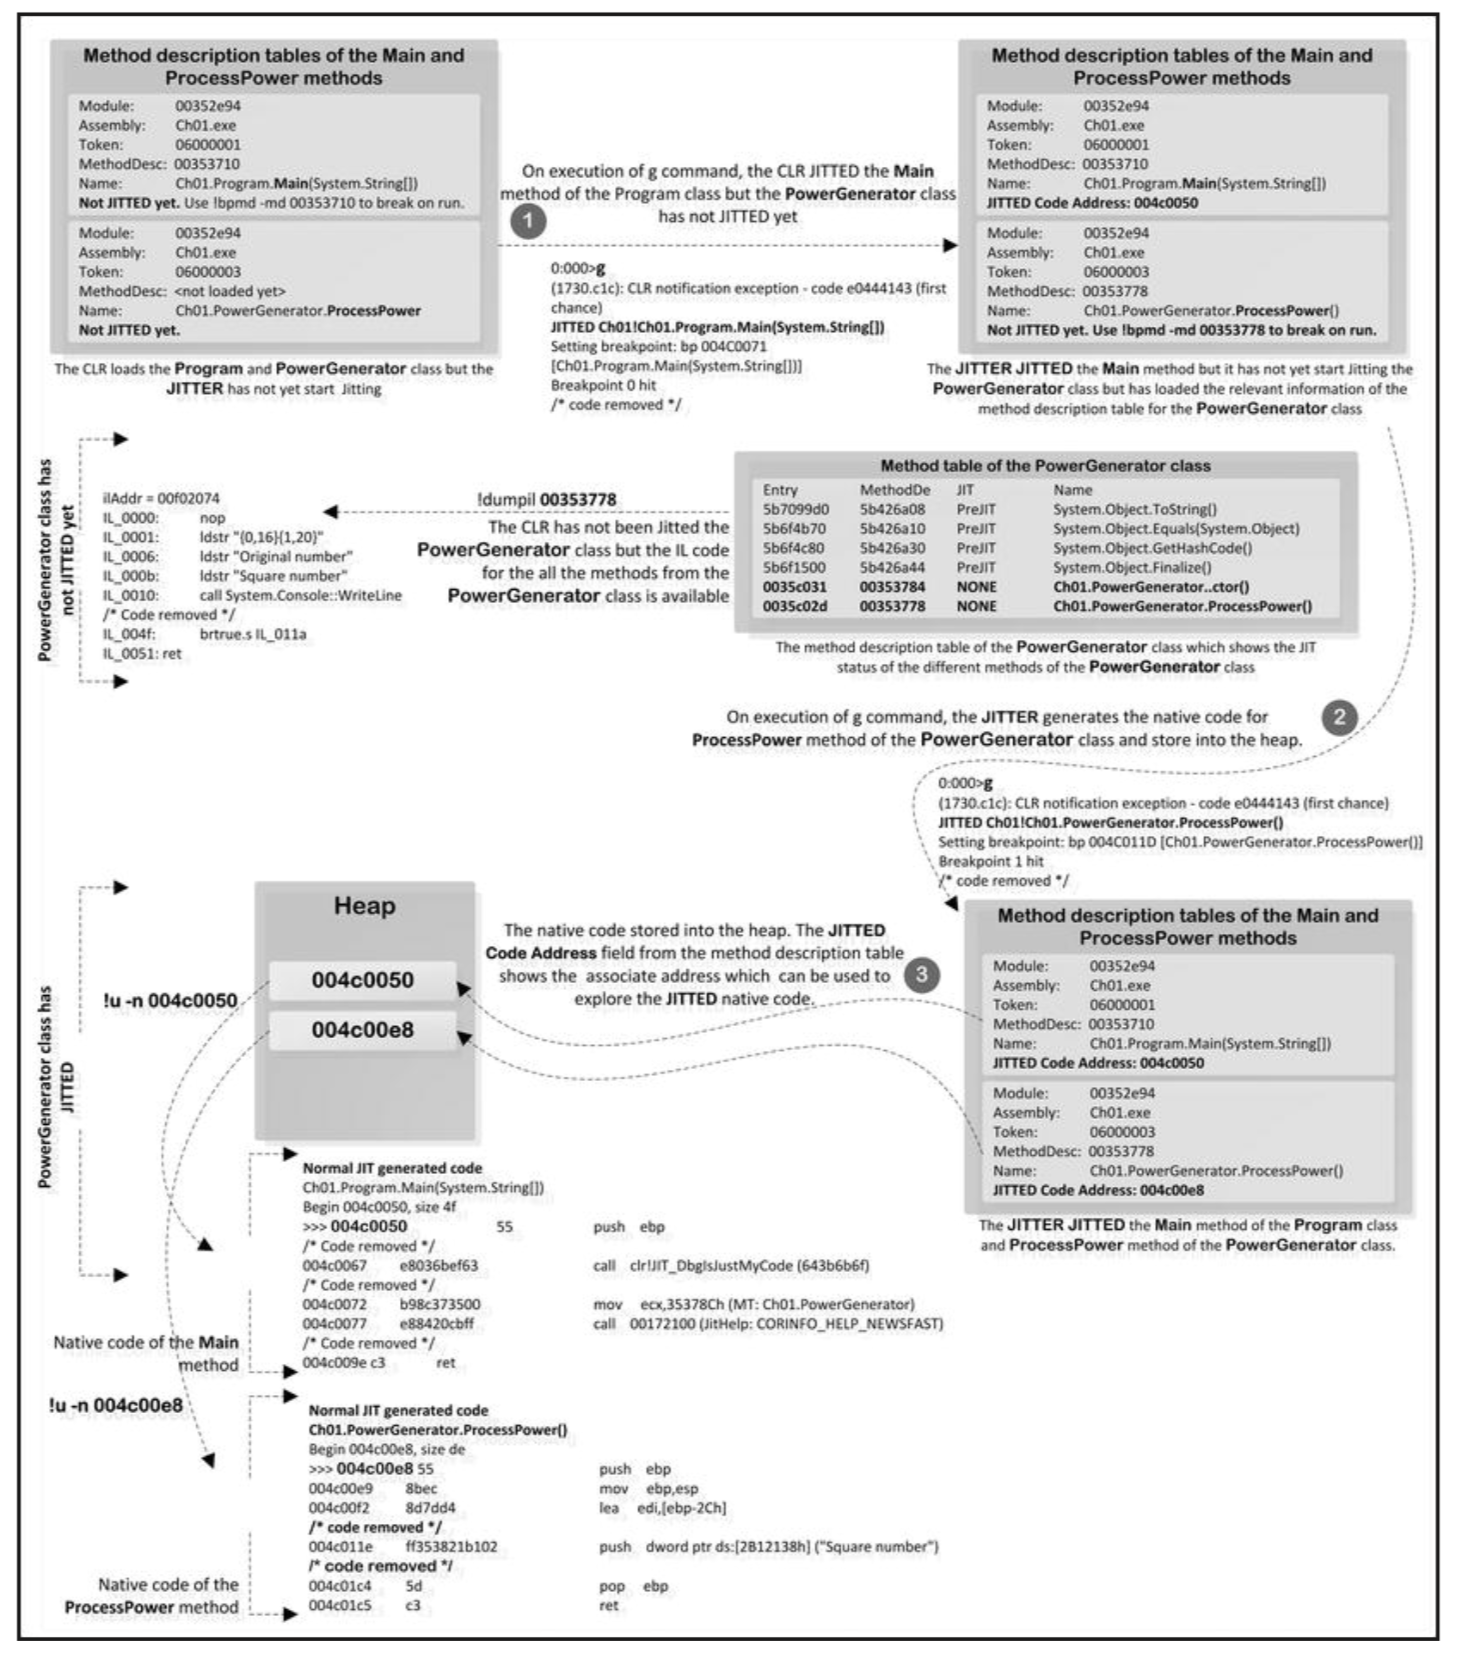 Method description tables of the Main and
ProcessPower methods
Module: 00352e94
Assembly: Ch01.exe
Token: 06000001
MethodDesc: 00353710
Name: Ch01.Program.Main(System.String[])
Not JITTED yet. Use !bpmd -md 00353710 to break on run.
Module: 00352e94
Assembly: Ch01.exe
Token: 06000003
MethodDesc: <not loaded yet>
Name: Ch01.PowerGenerator.ProcessPower
Not JITTED yet.
The CLR loads the Program and PowerGenerator class but the
JITTER has not yet start Jitting
On execution of g command, the CLR JITTED the Main
method of the Program class but the PowerGenerator class
has not JITTED yet
1
0:000>g
(1730.c1c): CLR notification exception - code e0444143 (first
chance)
JITTED Ch01!Ch01.Program.Main(System.String[])
Setting breakpoint: bp 004C0071
[Ch01.Program.Main(System.String[])]
Breakpoint 0 hit
/* code removed */
Method description tables of the Main and
ProcessPower methods
Module: 00352e94
Assembly: Ch01.exe
Token: 06000001
MethodDesc: 00353710
Name: Ch01.Program.Main(System.String[])
JITTED Code Address: 004c0050
Module: 00352e94
Assembly: Ch01.exe
Token: 06000003
MethodDesc: 00353778
Name: Ch01.PowerGenerator.ProcessPower()
Not JITTED yet. Use !bpmd -md 00353778 to break on run.
The JITTER JITTED the Main method but it has not yet start Jitting the
PowerGenerator class but has loaded the relevant information of the
method description table for the PowerGenerator class
PowerGenerator class has
not JITTED yet
ilAddr = 00f02074
IL_0000: nop
IL_0001: ldstr "{0,16}{1,20}"
IL_0006: ldstr "Original number"
IL_000b: ldstr "Square number"
IL_0010: call System.Console::WriteLine
/* Code removed */
IL_004f: brtrue.s IL_011a
IL_0051: ret
!dumpil 00353778
The CLR has not been Jitted the
PowerGenerator class but the IL code
for the all the methods from the
PowerGenerator class is available
Method table of the PowerGenerator class
Entry MethodDe JIT Name
5b7099d0 5b426a08 PreJIT System.Object.ToString()
5b6f4b70 5b426a10 PreJIT System.Object.Equals(System.Object)
5b6f4c80 5b426a30 PreJIT System.Object.GetHashCode()
5b6f1500 5b426a44 PreJIT System.Object.Finalize()
0035c031 00353784 NONE Ch01.PowerGenerator..ctor()
0035c02d 00353778 NONE Ch01.PowerGenerator.ProcessPower()
The method description table of the PowerGenerator class which shows the JIT
status of the different methods of the PowerGenerator class
On execution of g command, the JITTER generates the native code for
ProcessPower method of the PowerGenerator class and store into the heap.
2
0:000>g
(1730.c1c): CLR notification exception - code e0444143 (first chance)
JITTED Ch01!Ch01.PowerGenerator.ProcessPower()
Setting breakpoint: bp 004C011D [Ch01.PowerGenerator.ProcessPower()]
Breakpoint 1 hit
/* code removed */
PowerGenerator class has
JITTED
!u -n 004c0050
Heap
004c0050
004c00e8
The native code stored into the heap. The JITTED
Code Address field from the method description table
shows the associate address which can be used to
explore the JITTED native code.
3
Method description tables of the Main and
ProcessPower methods
Module: 00352e94
Assembly: Ch01.exe
Token: 06000001
MethodDesc: 00353710
Name: Ch01.Program.Main(System.String[])
JITTED Code Address: 004c0050
Module: 00352e94
Assembly: Ch01.exe
Token: 06000003
MethodDesc: 00353778
Name: Ch01.PowerGenerator.ProcessPower()
JITTED Code Address: 004c00e8
The JITTER JITTED the Main method of the Program class
and ProcessPower method of the PowerGenerator class.
Normal JIT generated code
Ch01.Program.Main(System.String[])
Begin 004c0050, size 4f
>>> 004c0050 55 push ebp
/* Code removed */
004c0067 e8036bef63 call clr!JIT_DbgIsJustMyCode (643b6b6f)
/* Code removed */
004c0072 b98c373500 mov ecx,35378Ch (MT: Ch01.PowerGenerator)
004c0077 e88420cbff call 00172100 (JitHelp: CORINFO_HELP_NEWSFAST)
/* Code removed */
004c009e c3 ret
Native code of the Main
method
!u -n 004c00e8
Normal JIT generated code
Ch01.PowerGenerator.ProcessPower()
Begin 004c00e8, size de
>>> 004c00e8 55 push ebp
004c00e9 8bec mov ebp,esp
004c00f2 8d7dd4 lea edi,[ebp-2Ch]
/* code removed */
004c011e ff353821b102 push dword ptr ds:[2B12138h] ("Square number")
/* code removed */
004c01c4 5d pop ebp
004c01c5 c3 ret
Native code of the
ProcessPower method